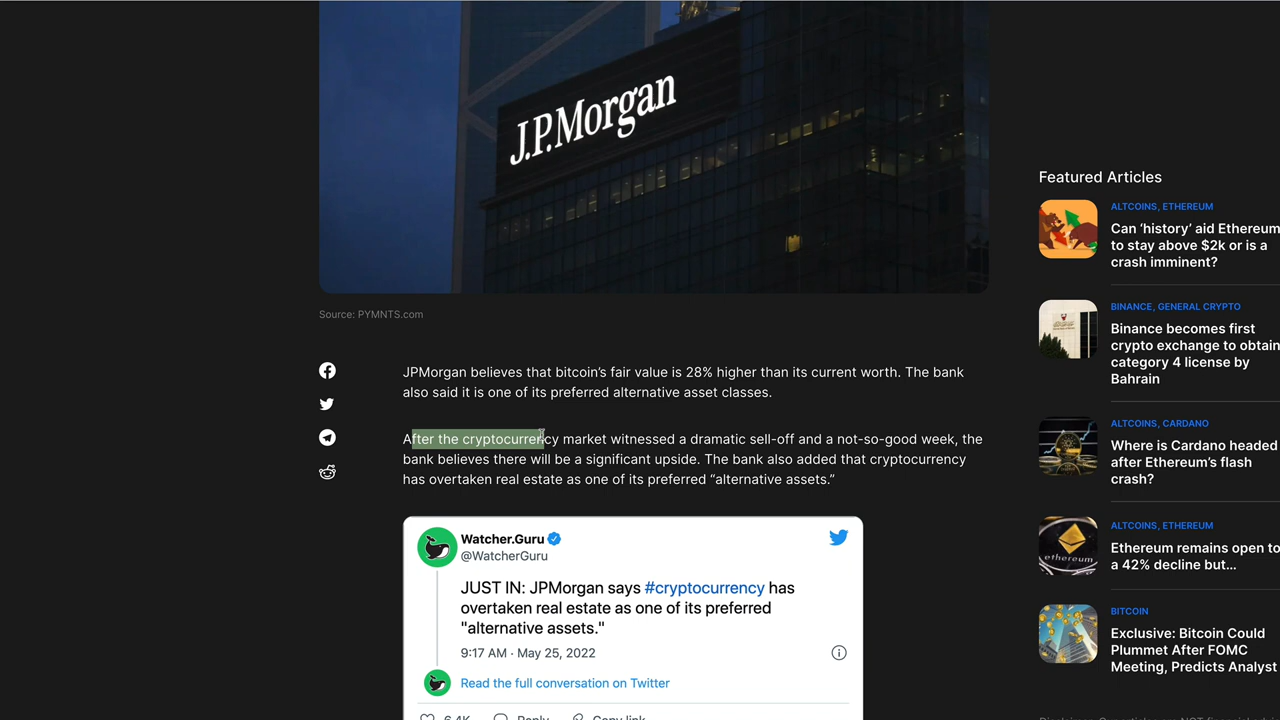 J.P.Morgan
Source: PYMNTS.com
JPMorgan believes that bitcoin’s fair value is 28% higher than its current worth. The bank
also said it is one of its preferred alternative asset classes.
After the cryptocurrency market witnessed a dramatic sell-off and a not-so-good week, the
bank believes there will be a significant upside. The bank also added that cryptocurrency
has overtaken real estate as one of its preferred “alternative assets.”
Watcher.Guru
@WatcherGuru
JUST IN: JPMorgan says #cryptocurrency has
overtaken real estate as one of its preferred
"alternative assets."
9:17 AM · May 25, 2022
Read the full conversation on Twitter
6.4K Reply Copy link
Featured Articles
ALTCOINS, ETHEREUM
Can ‘history’ aid Ethereum
to stay above $2k or is a
crash imminent?
BINANCE, GENERAL CRYPTO
Binance becomes first
crypto exchange to obtain
category 4 license by
Bahrain
ALTCOINS, CARDANO
Where is Cardano headed
after Ethereum’s flash
crash?
ALTCOINS, ETHEREUM
ethereum
Ethereum remains open to
a 42% decline but...
BITCOIN
Exclusive: Bitcoin Could
Plummet After FOMC
Meeting, Predicts Analyst